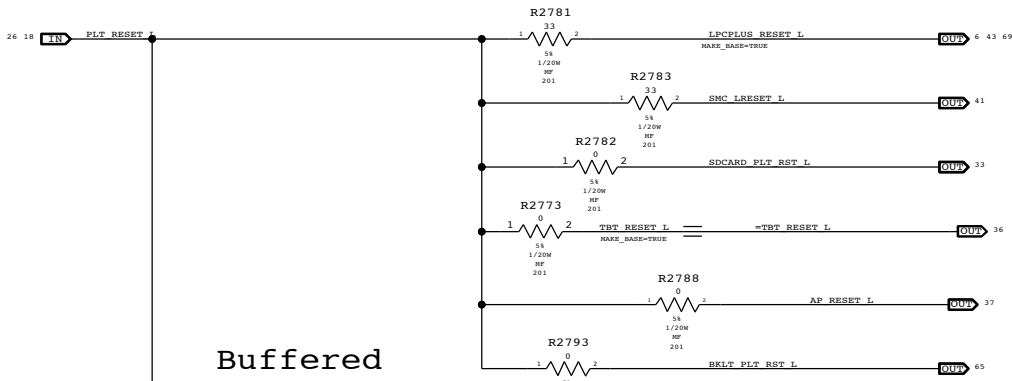 R2781
33
26 18 IN PLT_RESET_L 1 2 LPCPLUS_RESET_L OUT 6 43 69
MAKE_BASE=TRUE
5%
1/20W
MF
201
R2783
33
1 2 SMC_LRESET_L OUT 41
5%
1/20W
MF
201
R2782
0
1 2 SDCARD_PLT_RST_L OUT 33
5%
1/20W
MF
201
R2773
0
1 2 TBT_RESET_L =TBT_RESET_L OUT 36
MAKE_BASE=TRUE
5%
1/20W
MF
201
R2788
0
1 2 AP_RESET_L OUT 37
5%
1/20W
MF
201
R2793
0
1 2 BKLT_PLT_RST_L OUT 65
Buffered